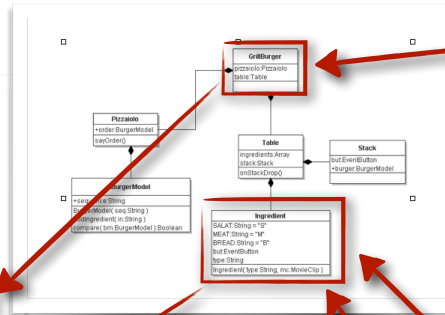 GrillBurger
pizzaiolo:Pizzaiolo
table:Table
Pizzaiolo
+order:BurgerModel
sayOrder()
Table
ingredients:Array
stack:Stack
onStackDrop()
Stack
but:EventButton
+burger:BurgerModel
BurgerModel
+sequence:String
BurgerModel( seq:String )
addIngredient( in:String )
compare( bm:BurgerModel ) Boolean
Ingredient
SALAT:String = "S"
MEAT:String = "M"
BREAD:String = "B"
but:EventButton
type:String
Ingredient( type:String, mc:MovieClip )